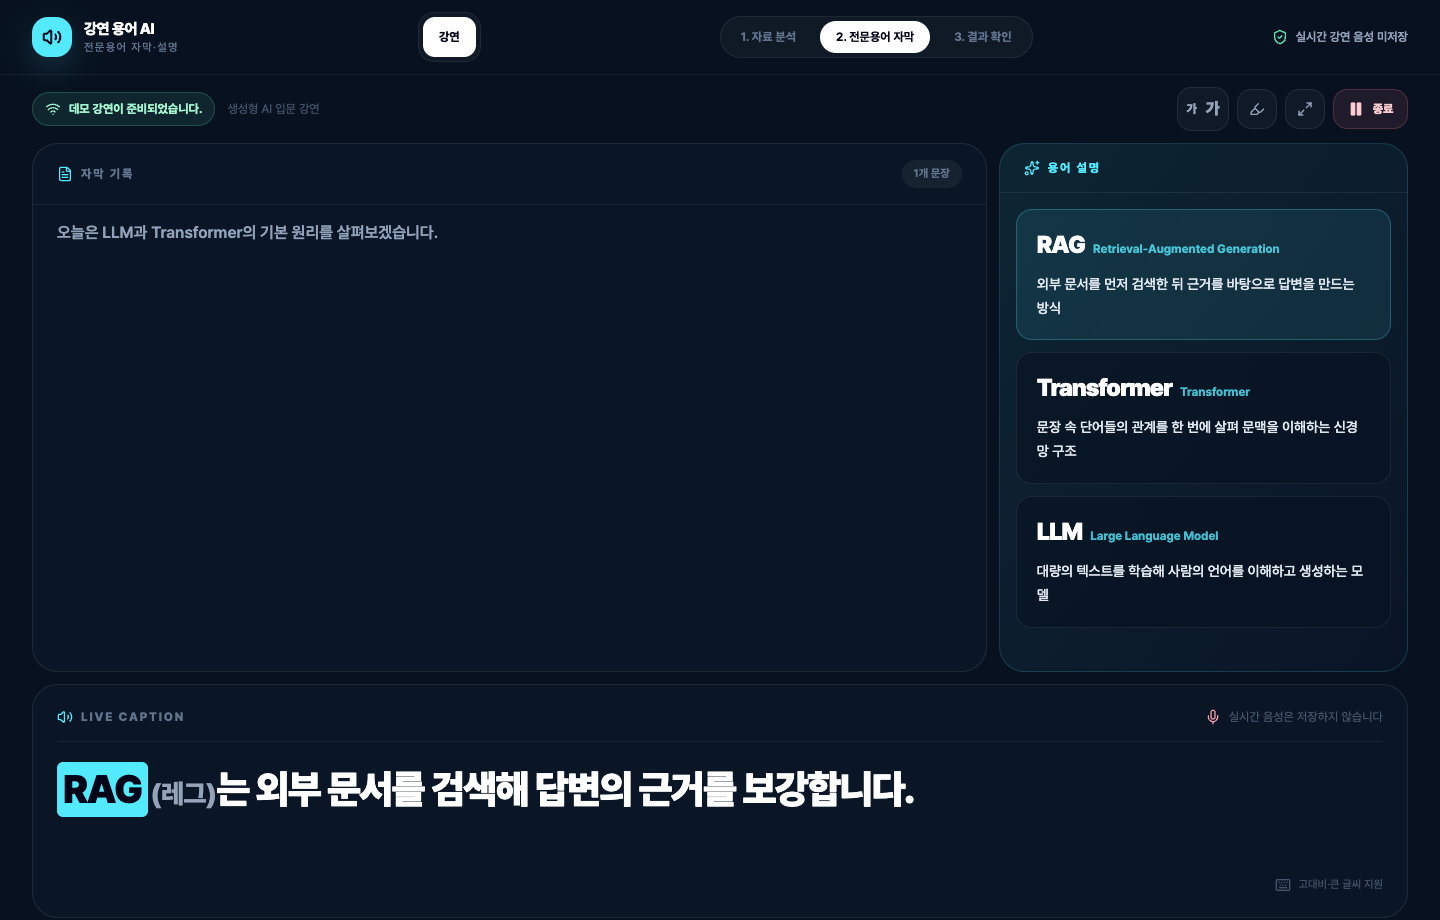 강연 용어 AI
전문용어 자막·설명
강연
1. 자료 분석
2. 전문용어 자막
3. 결과 확인
실시간 강연 음성 미저장
데모 강연이 준비되었습니다.
생성형 AI 입문 강연
가 가
종료
자막 기록
1개 문장
오늘은 LLM과 Transformer의 기본 원리를 살펴보겠습니다.
용어 설명
RAG Retrieval-Augmented Generation
외부 문서를 먼저 검색한 뒤 근거를 바탕으로 답변을 만드는
방식
Transformer Transformer
문장 속 단어들의 관계를 한 번에 살펴 문맥을 이해하는 신경
망 구조
LLM Large Language Model
대량의 텍스트를 학습해 사람의 언어를 이해하고 생성하는 모
델
LIVE CAPTION
실시간 음성은 저장하지 않습니다
RAG (레그)는 외부 문서를 검색해 답변의 근거를 보강합니다.
고대비·큰 글씨 지원